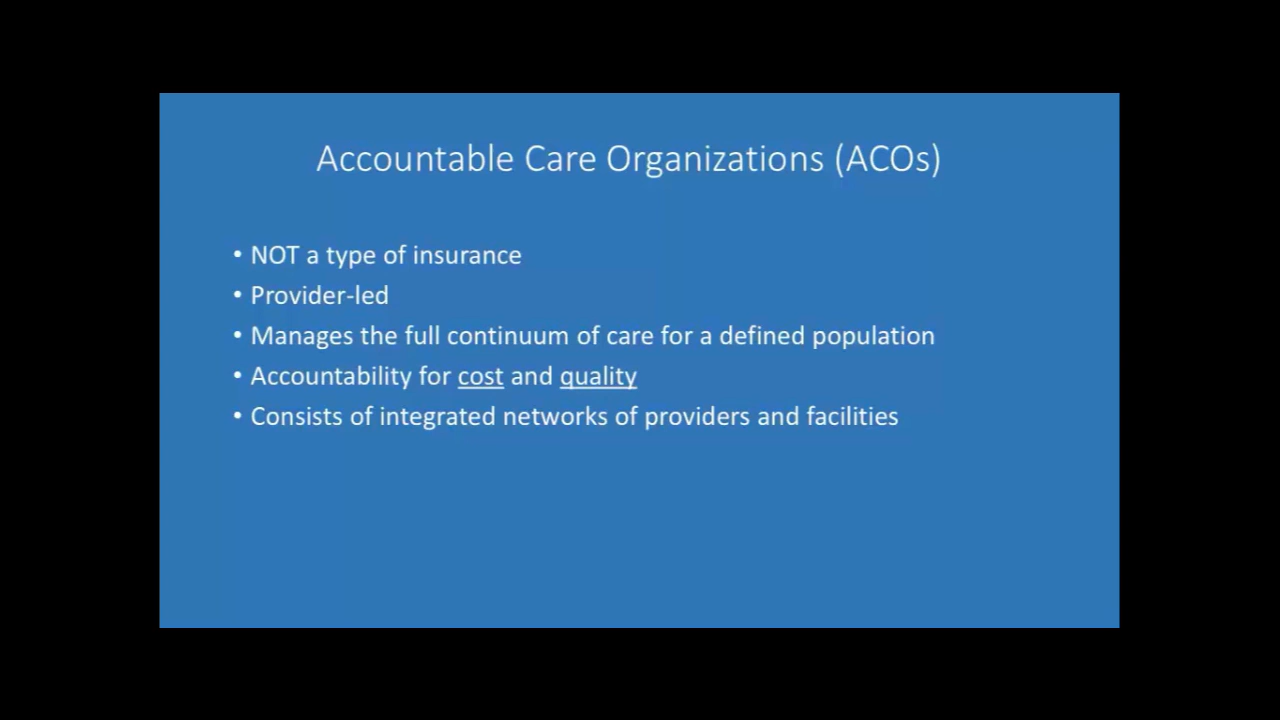 Accountable Care Organizations (ACOs)
• NOT a type of insurance
• Provider-led
• Manages the full continuum of care for a defined population
• Accountability for cost and quality
• Consists of integrated networks of providers and facilities